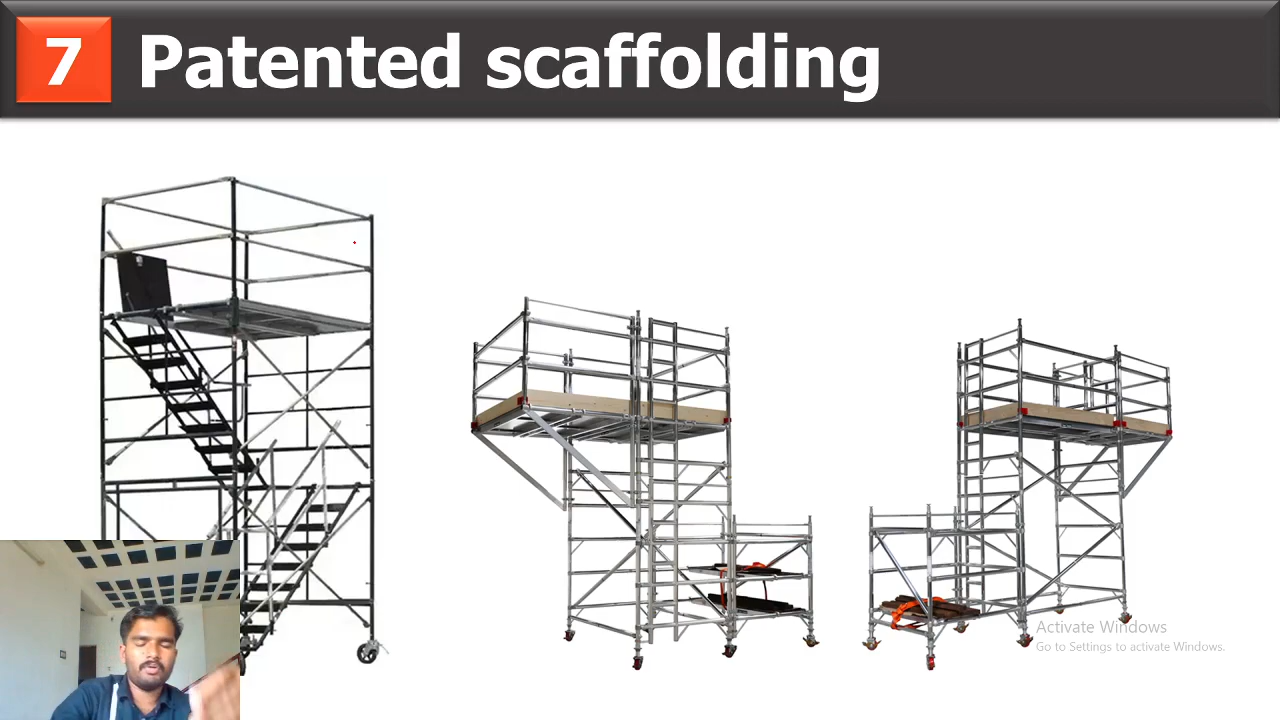 7 Patented scaffolding
Activate Windows
Go to Settings to activate Windows.